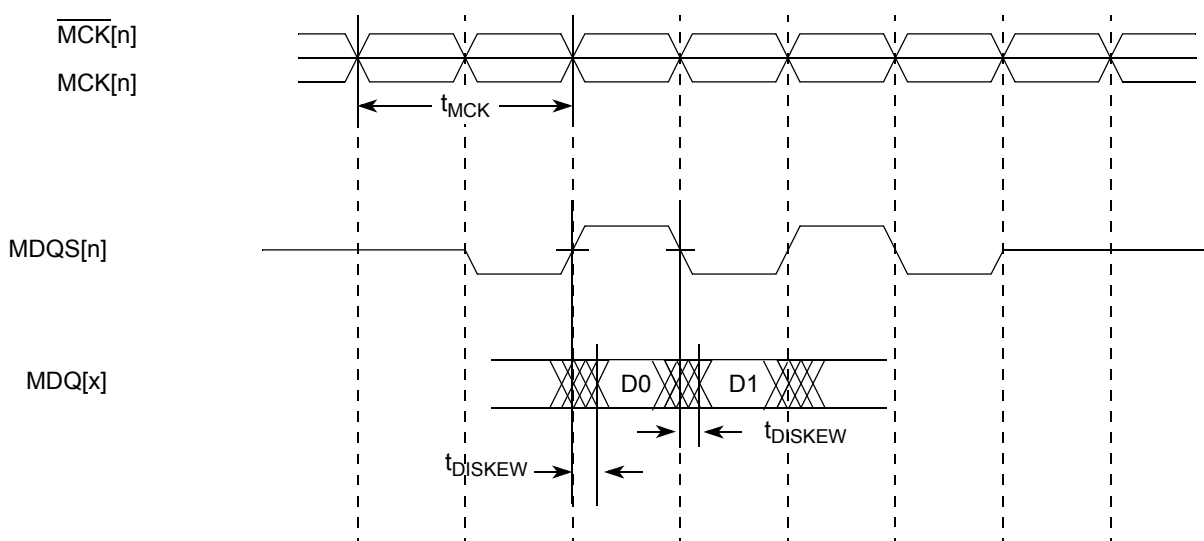 MCK[n]
MCK[n]
tMCK
MDQS[n]
MDQ[x]
D0
D1
tDISKEW
tDISKEW